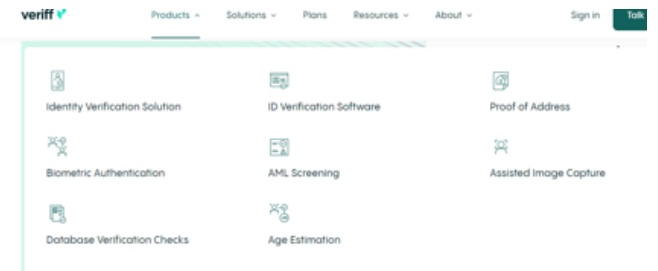 veriff Products Solutions Plans Resources About Sign in Talk
Identity Verification Solution ID Verification Software Proof of Address
Biometric Authentication AML Screening Assisted Image Capture
Database Verification Checks Age Estimation